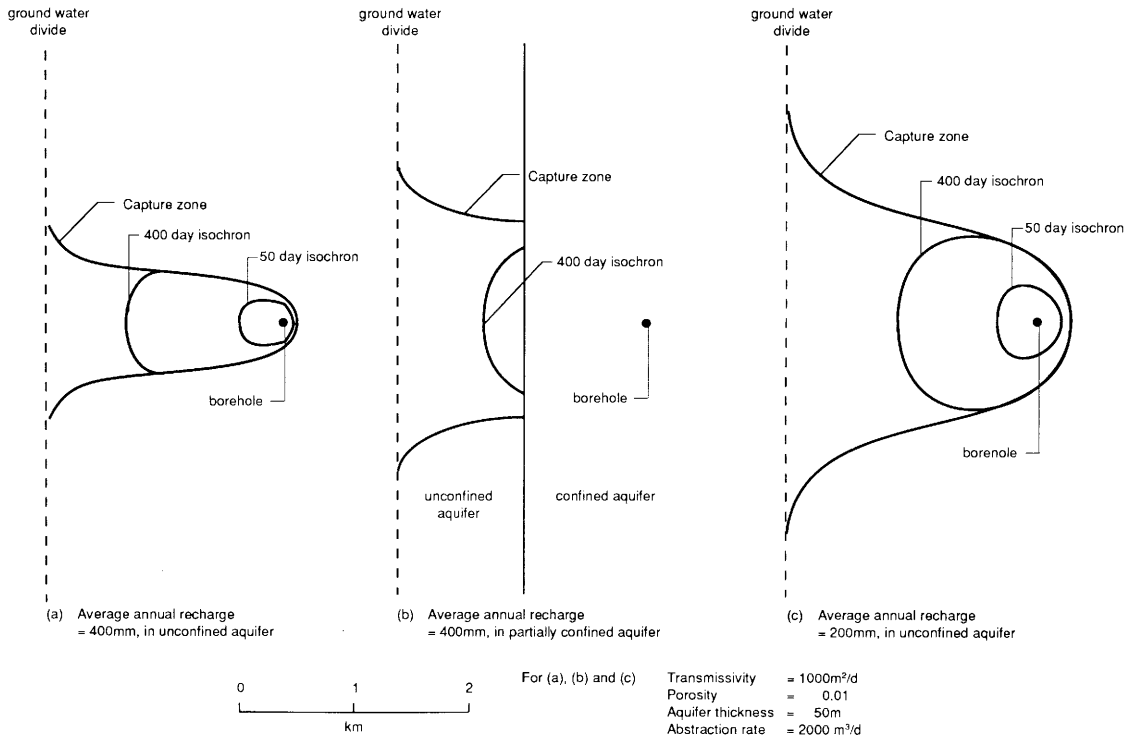 ground water
divide
Capture zone
400 day isochron
50 day isochron
borehole
(a) Average annual recharge
= 400mm, in unconfined aquifer
ground water
divide
Capture zone
400 day isochron
borehole
unconfined
aquifer
confined aquifer
(b) Average annual recharge
= 400mm, in partially confined aquifer
ground water
divide
Capture zone
400 day isochron
50 day isochron
borenole
(c) Average annual recharge
= 200mm, in unconfined aquifer
0 1 2
km
For (a), (b) and (c) Transmissivity = 1000m²/d
Porosity = 0.01
Aquifer thickness = 50m
Abstraction rate = 2000 m³/d